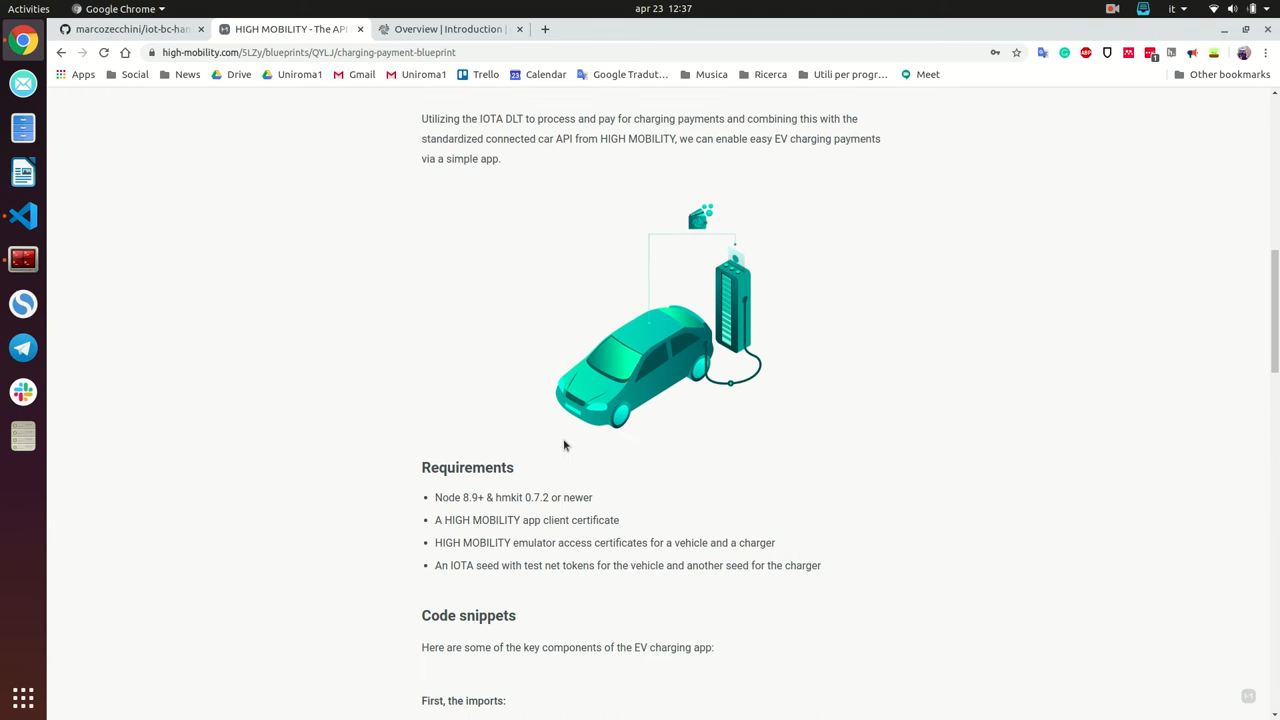 Activities
Google Chrome
apr 23 12:37
it
marcozecchini/iot-bc-han
HIGH MOBILITY - The API
Overview | Introduction
high-mobility.com/5LZy/blueprints/QYLJ/charging-payment-blueprint
Apps
Social
News
Drive
Uniroma1
Gmail
Uniroma1
Trello
23
Calendar
Google Tradut…
Musica
Ricerca
Utili per progr…
Meet
Other bookmarks
Utilizing the IOTA DLT to process and pay for charging payments and combining this with the
standardized connected car API from HIGH MOBILITY, we can enable easy EV charging payments
via a simple app.
Requirements
• Node 8.9+ & hmkit 0.7.2 or newer
• A HIGH MOBILITY app client certificate
• HIGH MOBILITY emulator access certificates for a vehicle and a charger
• An IOTA seed with test net tokens for the vehicle and another seed for the charger
Code snippets
Here are some of the key components of the EV charging app:
First, the imports: